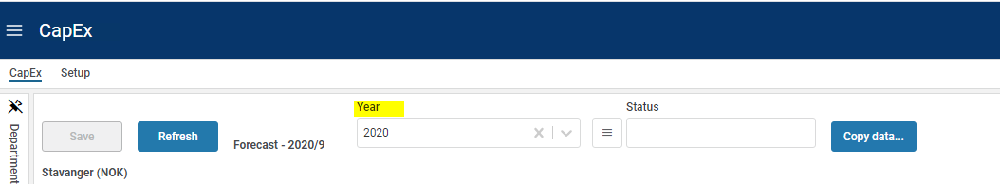 CapEx
CapEx Setup
Department
Year Status
Save Refresh Forecast - 2020/9 2020 Copy data...
Stavanger (NOK)